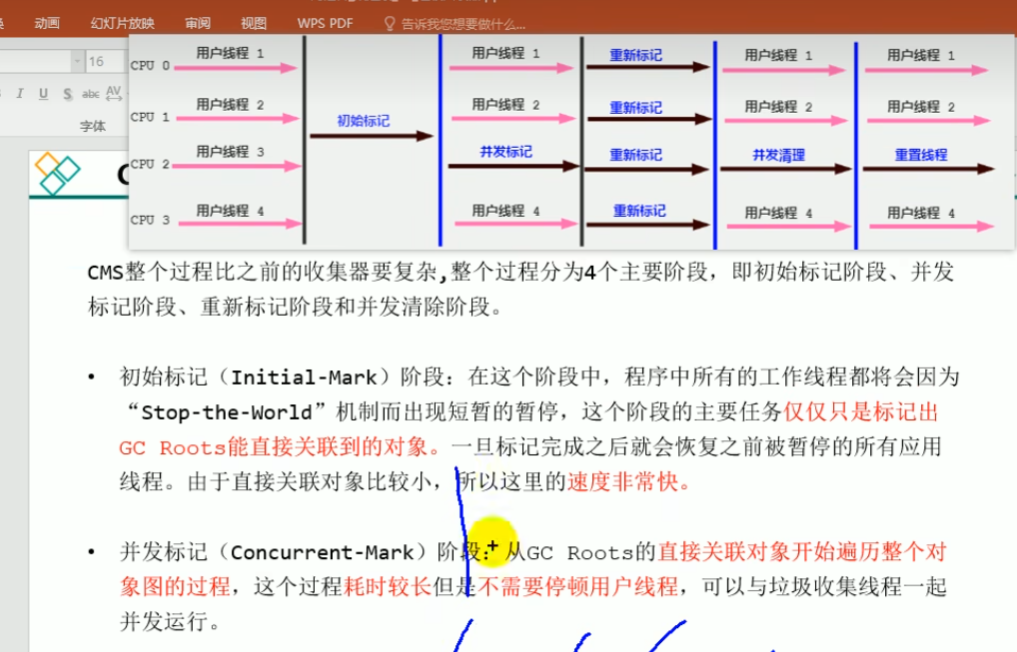 动画 幻灯片放映 审阅 视图 WPS PDF 告诉我您想要做什么...
16
I U S abc AV
字体
用户线程 1 用户线程 1 重新标记 用户线程 1 用户线程 1
CPU 0
用户线程 2 用户线程 2 重新标记 用户线程 2 用户线程 2
CPU 1 初始标记
用户线程 3 并发标记 重新标记 并发清理 重置线程
CPU 2
用户线程 4 用户线程 4 重新标记 用户线程 4 用户线程 4
CPU 3
CMS整个过程比之前的收集器要复杂,整个过程分为4个主要阶段，即初始标记阶段、并发
标记阶段、重新标记阶段和并发清除阶段。
• 初始标记（Initial-Mark）阶段：在这个阶段中，程序中所有的工作线程都将会因为
“Stop-the-World”机制而出现短暂的暂停，这个阶段的主要任务仅仅只是标记出
GC Roots能直接关联到的对象。一旦标记完成之后就会恢复之前被暂停的所有应用
线程。由于直接关联对象比较小，所以这里的速度非常快。
• 并发标记（Concurrent-Mark）阶段：从GC Roots的直接关联对象开始遍历整个对
象图的过程，这个过程耗时较长但是不需要停顿用户线程，可以与垃圾收集线程一起
并发运行。